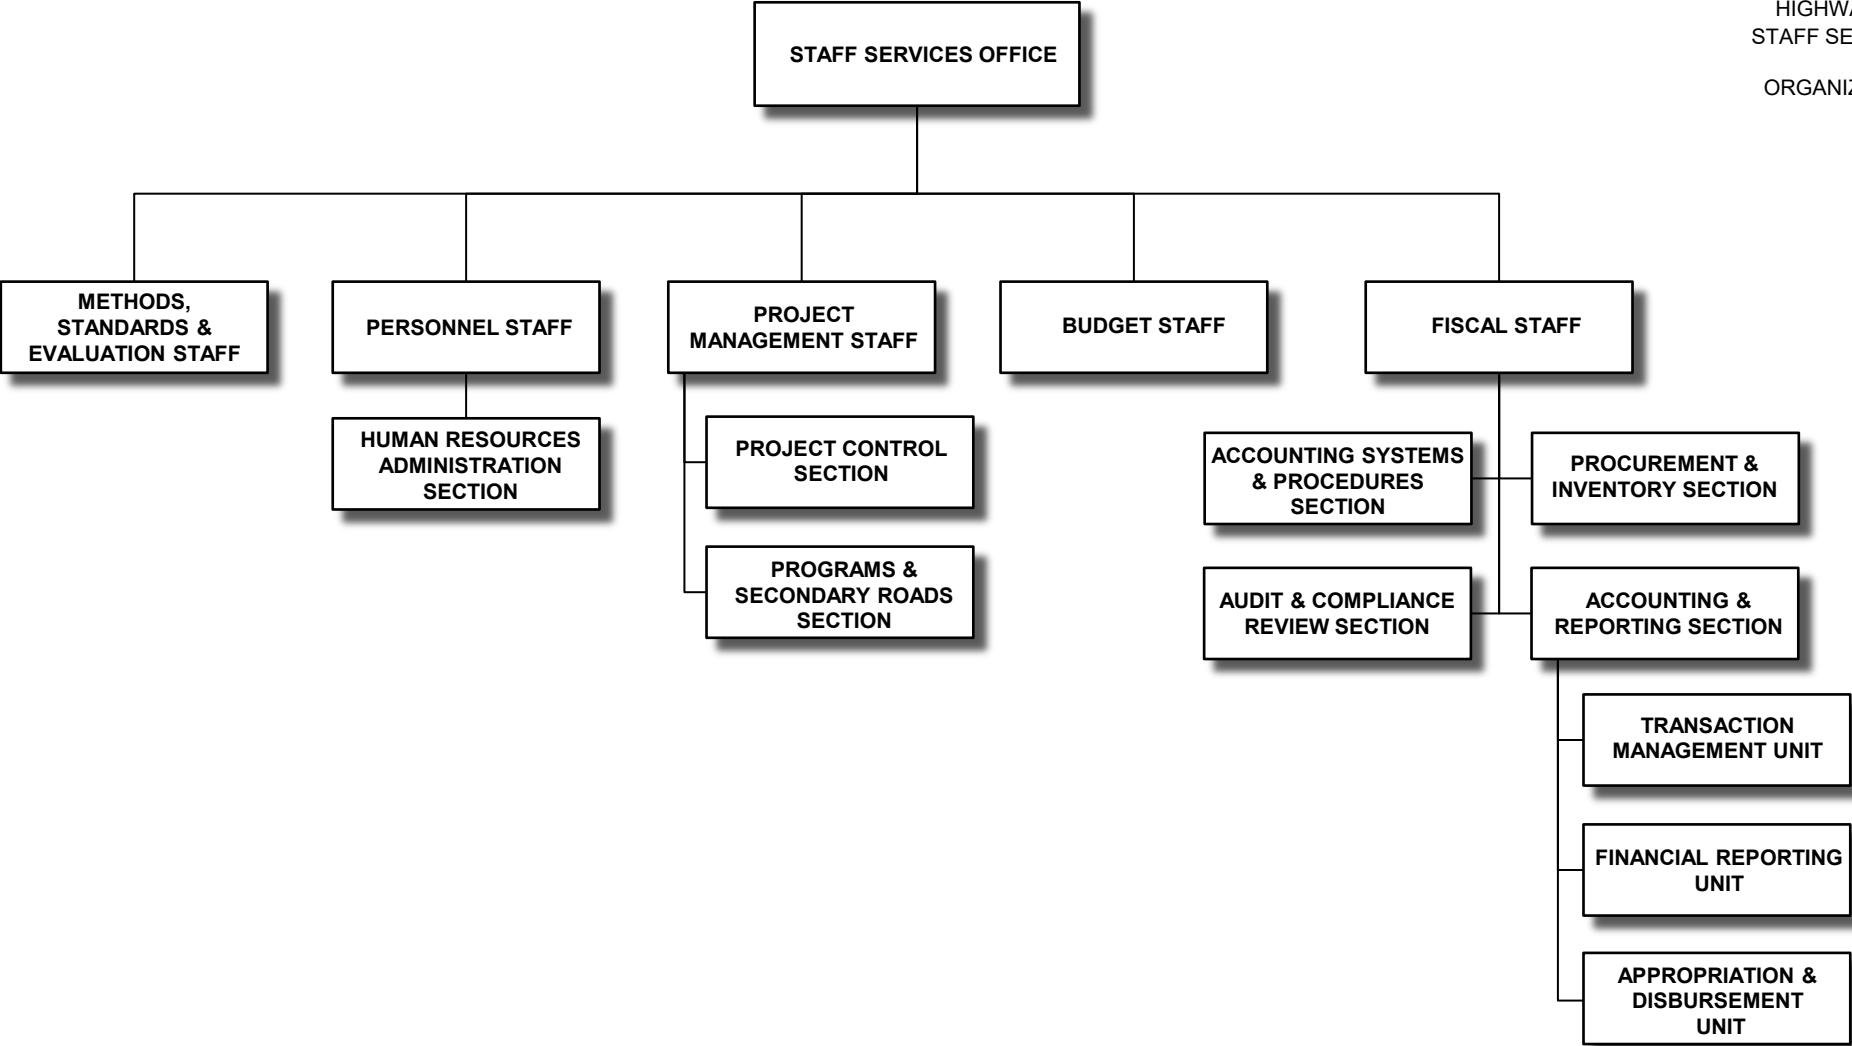 HIGHWA
STAFF SE
ORGANIZ
STAFF SERVICES OFFICE
METHODS,
STANDARDS &
EVALUATION STAFF
PERSONNEL STAFF
PROJECT
MANAGEMENT STAFF
BUDGET STAFF
FISCAL STAFF
HUMAN RESOURCES
ADMINISTRATION
SECTION
PROJECT CONTROL
SECTION
PROGRAMS &
SECONDARY ROADS
SECTION
ACCOUNTING SYSTEMS
& PROCEDURES
SECTION
PROCUREMENT &
INVENTORY SECTION
AUDIT & COMPLIANCE
REVIEW SECTION
ACCOUNTING &
REPORTING SECTION
TRANSACTION
MANAGEMENT UNIT
FINANCIAL REPORTING
UNIT
APPROPRIATION &
DISBURSEMENT
UNIT